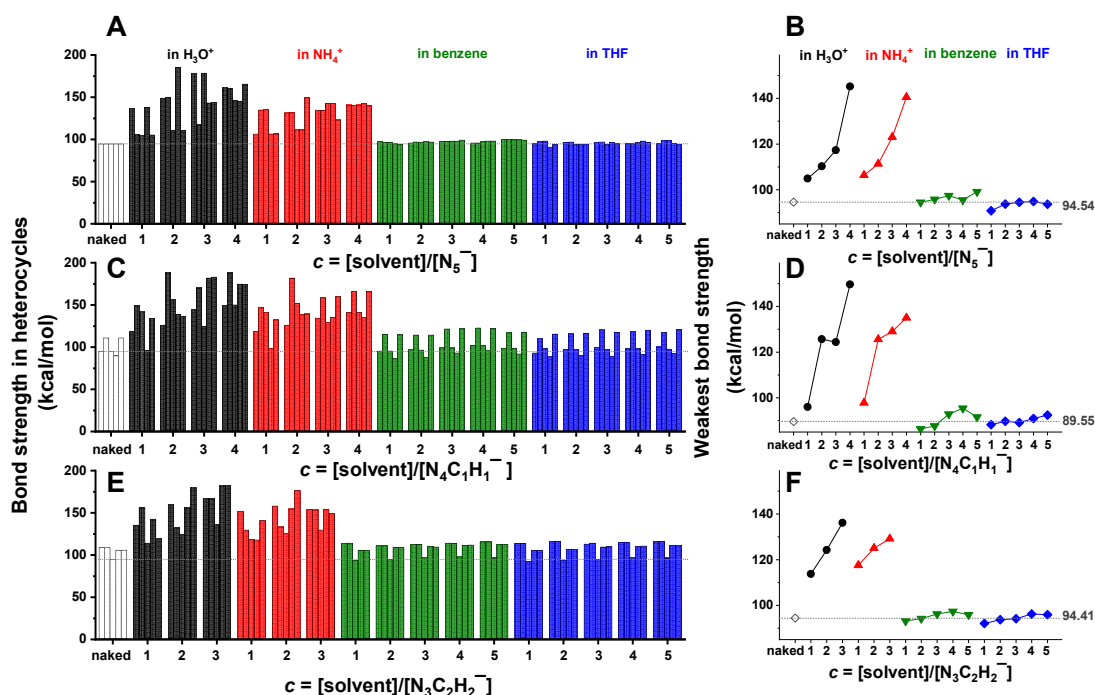 A
B
in H₃O⁺ in NH₄⁺ in benzene in THF
in H₃O⁺ in NH₄⁺ in benzene in THF
Bond strength in heterocycles
(kcal/mol)
Weakest bond strength
(kcal/mol)
200
150
100
50
0
naked 1 2 3 4 1 2 3 4 1 2 3 4 5 1 2 3 4 5
c = [solvent]/[N₅⁻]
140
120
100
94.54
naked 1 2 3 4 1 2 3 4 1 2 3 4 5 1 2 3 4 5
c = [solvent]/[N₅⁻]
C
200
150
100
50
0
naked 1 2 3 4 1 2 3 4 1 2 3 4 5 1 2 3 4 5
c = [solvent]/[N₄C₁H₁⁻]
D
140
120
100
89.55
naked 1 2 3 4 1 2 3 4 1 2 3 4 5 1 2 3 4 5
c = [solvent]/[N₄C₁H₁⁻]
E
200
150
100
50
0
naked 1 2 3 1 2 3 1 2 3 4 5 1 2 3 4 5
c = [solvent]/[N₃C₂H₂⁻]
F
140
120
100
94.41
naked 1 2 3 1 2 3 1 2 3 4 5 1 2 3 4 5
c = [solvent]/[N₃C₂H₂⁻]